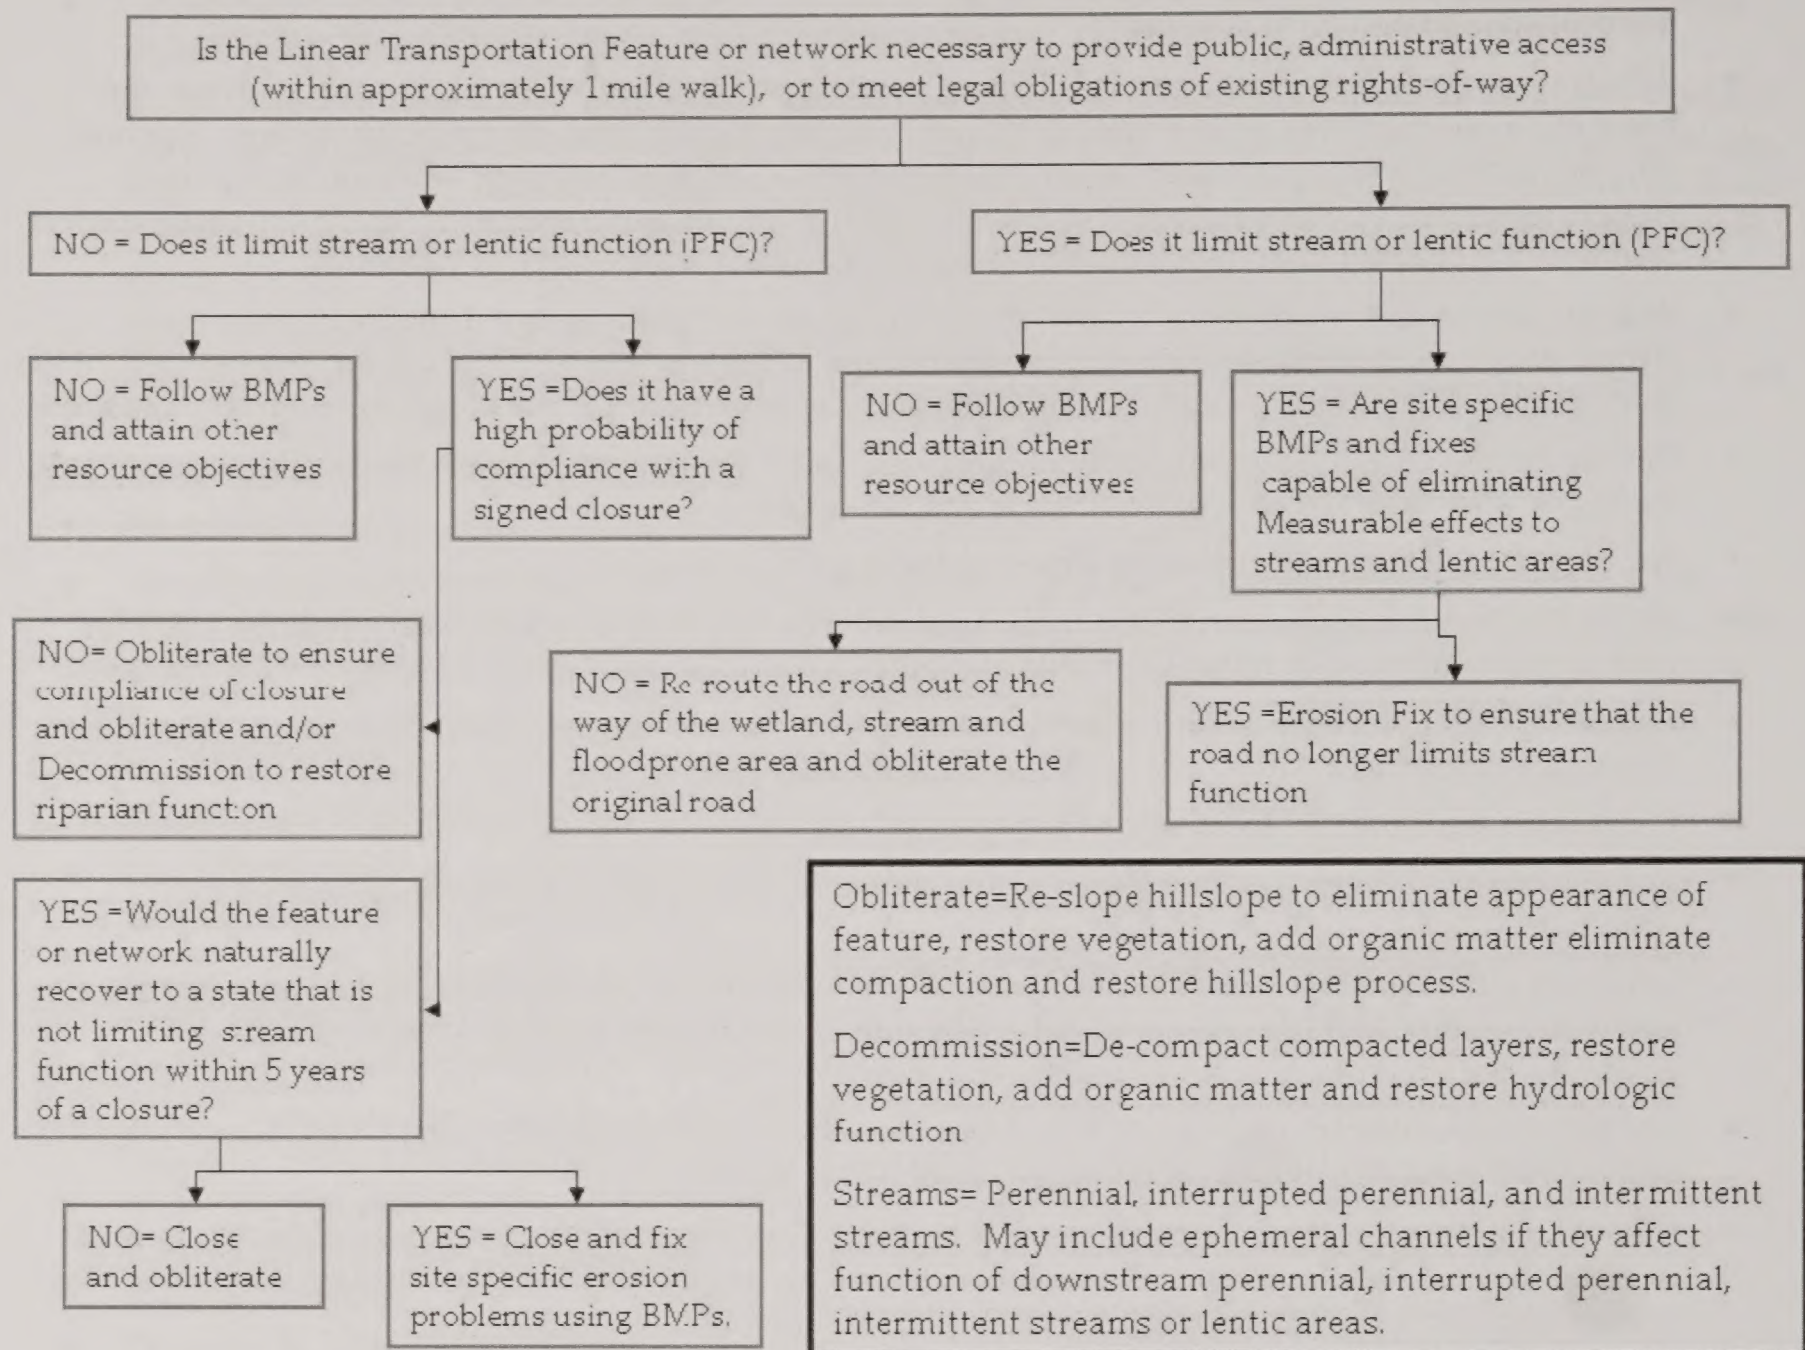 Is the Linear Transportation Feature or network necessary to provide public, administrative access
(within approximately 1 mile walk), or to meet legal obligations of existing rights-of-way?
NO = Does it limit stream or lentic function (PFC)?
YES = Does it limit stream or lentic function (PFC)?
NO = Follow BMPs
and attain other
resource objectives
YES =Does it have a
high probability of
compliance with a
signed closure?
NO = Follow BMPs
and attain other
resource objectives
YES = Are site specific
BMPs and fixes
capable of eliminating
Measurable effects to
streams and lentic areas?
NO= Obliterate to ensure
compliance of closure
and obliterate and/or
Decommission to restore
riparian function
NO = Re route the road out of the
way of the wetland, stream and
floodprone area and obliterate the
original road
YES =Erosion Fix to ensure that the
road no longer limits stream
function
YES =Would the feature
or network naturally
recover to a state that is
not limiting stream
function within 5 years
of a closure?
NO= Close
and obliterate
YES = Close and fix
site specific erosion
problems using BMPs.
Obliterate=Re-slope hillslope to eliminate appearance of
feature, restore vegetation, add organic matter eliminate
compaction and restore hillslope process.
Decommission=De-compact compacted layers, restore
vegetation, add organic matter and restore hydrologic
function
Streams= Perennial, interrupted perennial, and intermittent
streams. May include ephemeral channels if they affect
function of downstream perennial, interrupted perennial,
intermittent streams or lentic areas.